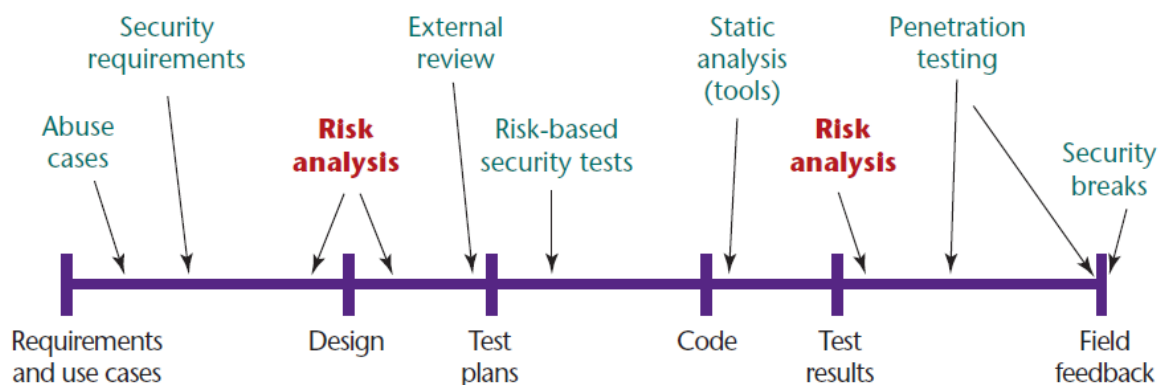 Security
requirements
External
review
Static
analysis
(tools)
Penetration
testing
Abuse
cases
Risk
analysis
Risk-based
security tests
Risk
analysis
Security
breaks
Requirements
and use cases
Design
Test
plans
Code
Test
results
Field
feedback